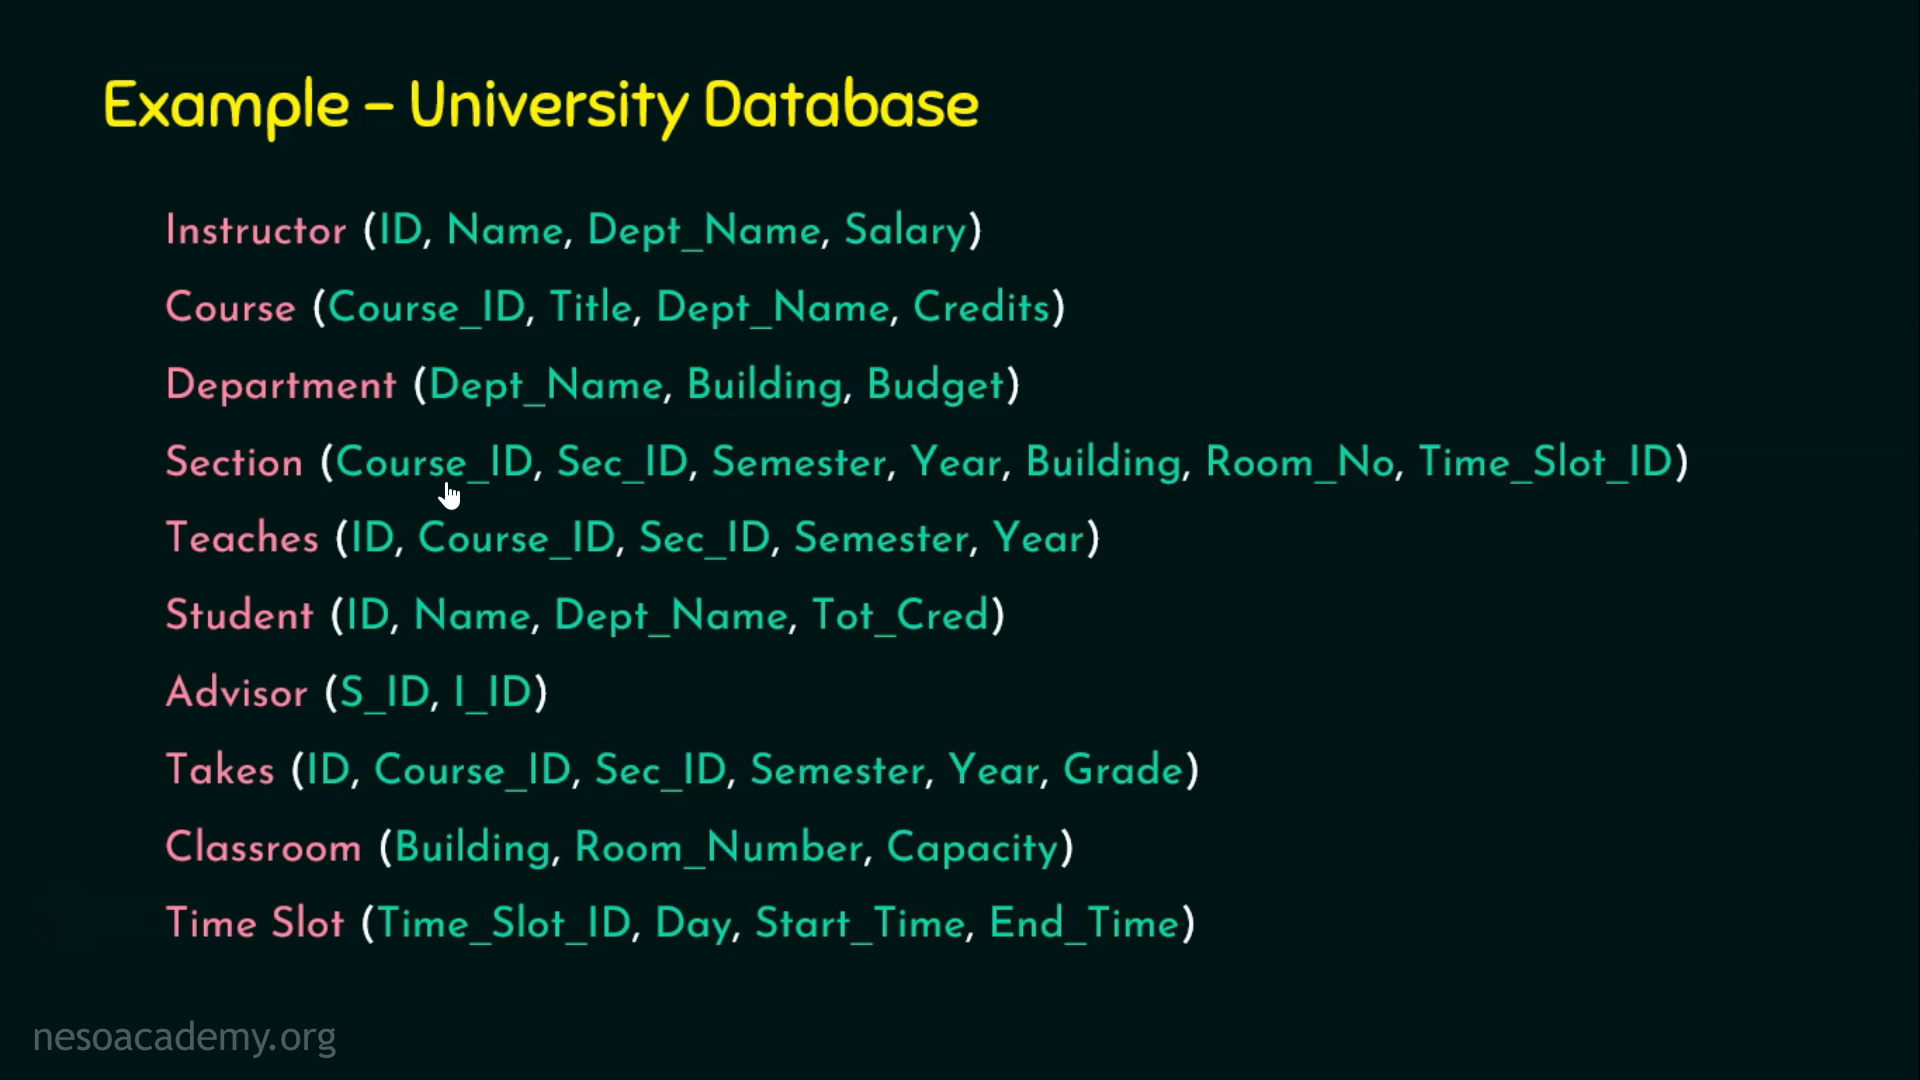 Example – University Database
Instructor (ID, Name, Dept_Name, Salary)
Course (Course_ID, Title, Dept_Name, Credits)
Department (Dept_Name, Building, Budget)
Section (Course_ID, Sec_ID, Semester, Year, Building, Room_No, Time_Slot_ID)
Teaches (ID, Course_ID, Sec_ID, Semester, Year)
Student (ID, Name, Dept_Name, Tot_Cred)
Advisor (S_ID, I_ID)
Takes (ID, Course_ID, Sec_ID, Semester, Year, Grade)
Classroom (Building, Room_Number, Capacity)
Time Slot (Time_Slot_ID, Day, Start_Time, End_Time)
nesoacademy.org